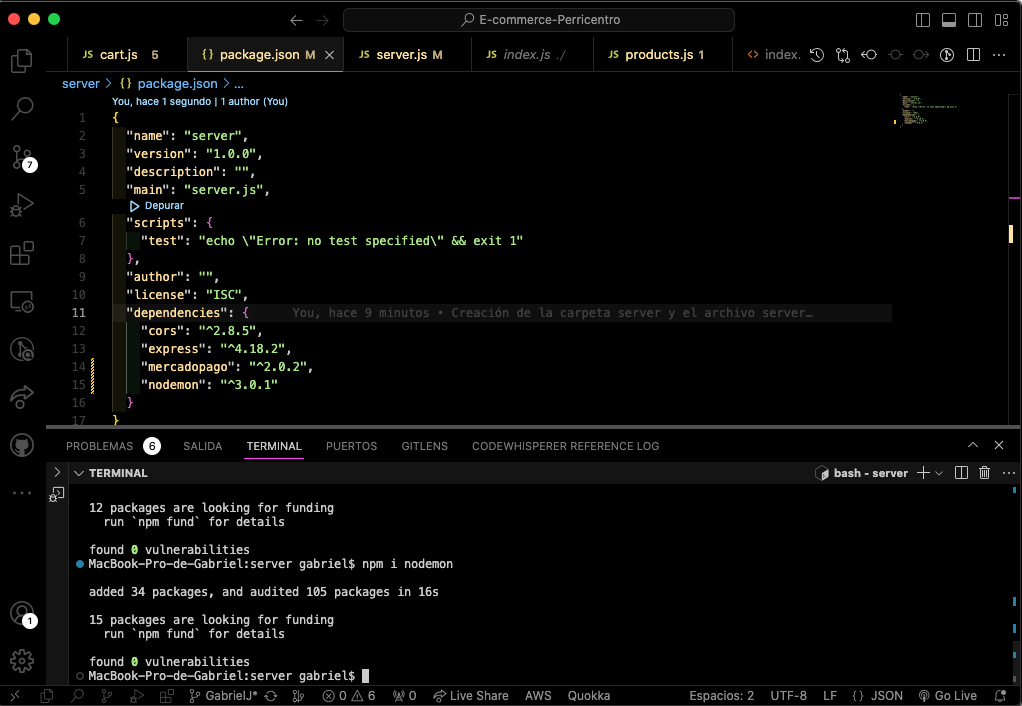 E-commerce-Perricentro
JS cart.js 5
{} package.json M ×
JS server.js M
JS index.js ./
JS products.js 1
<> index.
server > {} package.json > ...
You, hace 1 segundo | 1 author (You)
1 {
2 "name": "server",
3 "version": "1.0.0",
4 "description": "",
5 "main": "server.js",
Depurar
6 "scripts": {
7 "test": "echo \"Error: no test specified\" && exit 1"
8 },
9 "author": "",
10 "license": "ISC",
11 "dependencies": { You, hace 9 minutos • Creación de la carpeta server y el archivo server…
12 "cors": "^2.8.5",
13 "express": "^4.18.2",
14 "mercadopago": "^2.0.2",
15 "nodemon": "^3.0.1"
16 }
17 }
7
PROBLEMAS 6 SALIDA TERMINAL PUERTOS GITLENS CODEWHISPERER REFERENCE LOG
TERMINAL
bash - server
12 packages are looking for funding
run `npm fund` for details
found 0 vulnerabilities
MacBook-Pro-de-Gabriel:server gabriel$ npm i nodemon
added 34 packages, and audited 105 packages in 16s
15 packages are looking for funding
run `npm fund` for details
found 0 vulnerabilities
MacBook-Pro-de-Gabriel:server gabriel$
1
GabrielJ* 0 6 0 Live Share AWS Quokka Espacios: 2 UTF-8 LF {} JSON Go Live